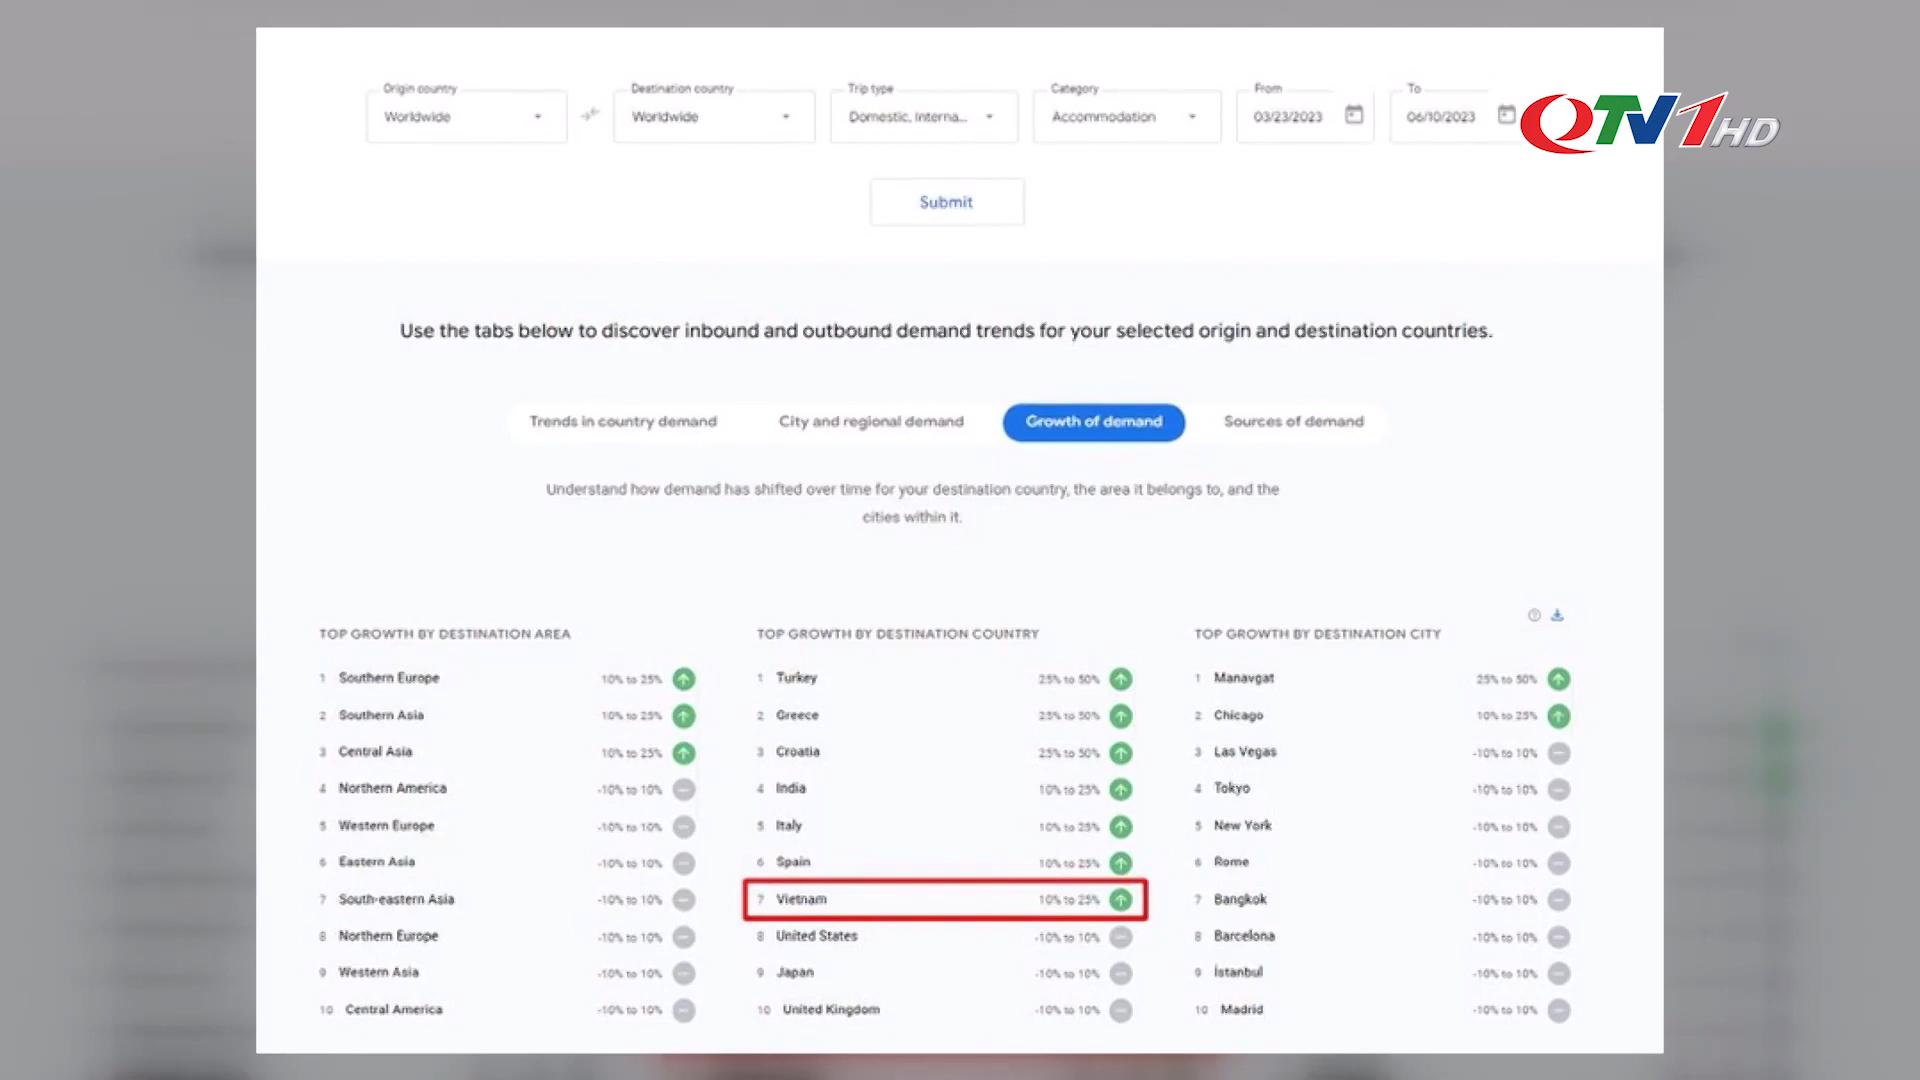 Origin country
Worldwide
Destination country
Worldwide
Trip type
Domestic, Interna...
Category
Accommodation
From
03/23/2023
To
06/10/2023
QTV1HD
Submit
Use the tabs below to discover inbound and outbound demand trends for your selected origin and destination countries.
Trends in country demand
City and regional demand
Growth of demand
Sources of demand
Understand how demand has shifted over time for your destination country, the area it belongs to, and the
cities within it.
TOP GROWTH BY DESTINATION AREA
1 Southern Europe 10% to 25%
2 Southern Asia 10% to 25%
3 Central Asia 10% to 25%
4 Northern America -10% to 10%
5 Western Europe -10% to 10%
6 Eastern Asia -10% to 10%
7 South-eastern Asia -10% to 10%
8 Northern Europe -10% to 10%
9 Western Asia -10% to 10%
10 Central America -10% to 10%
TOP GROWTH BY DESTINATION COUNTRY
1 Turkey 25% to 50%
2 Greece 25% to 50%
3 Croatia 25% to 50%
4 India 10% to 25%
5 Italy 10% to 25%
6 Spain 10% to 25%
7 Vietnam 10% to 25%
8 United States -10% to 10%
9 Japan -10% to 10%
10 United Kingdom -10% to 10%
TOP GROWTH BY DESTINATION CITY
1 Manavgat 25% to 50%
2 Chicago 10% to 25%
3 Las Vegas -10% to 10%
4 Tokyo -10% to 10%
5 New York -10% to 10%
6 Rome -10% to 10%
7 Bangkok -10% to 10%
8 Barcelona -10% to 10%
9 İstanbul -10% to 10%
10 Madrid -10% to 10%